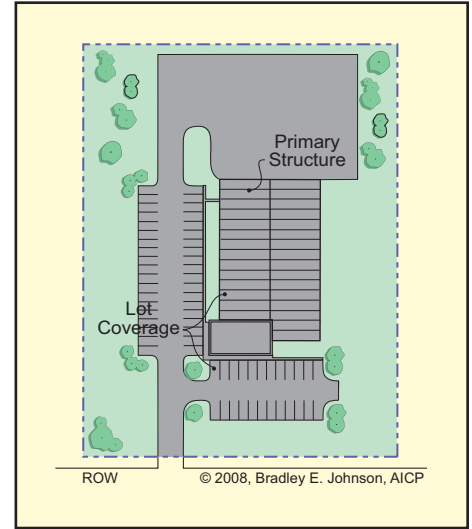 Primary
Structure
Lot
Coverage
ROW
© 2008, Bradley E. Johnson, AICP